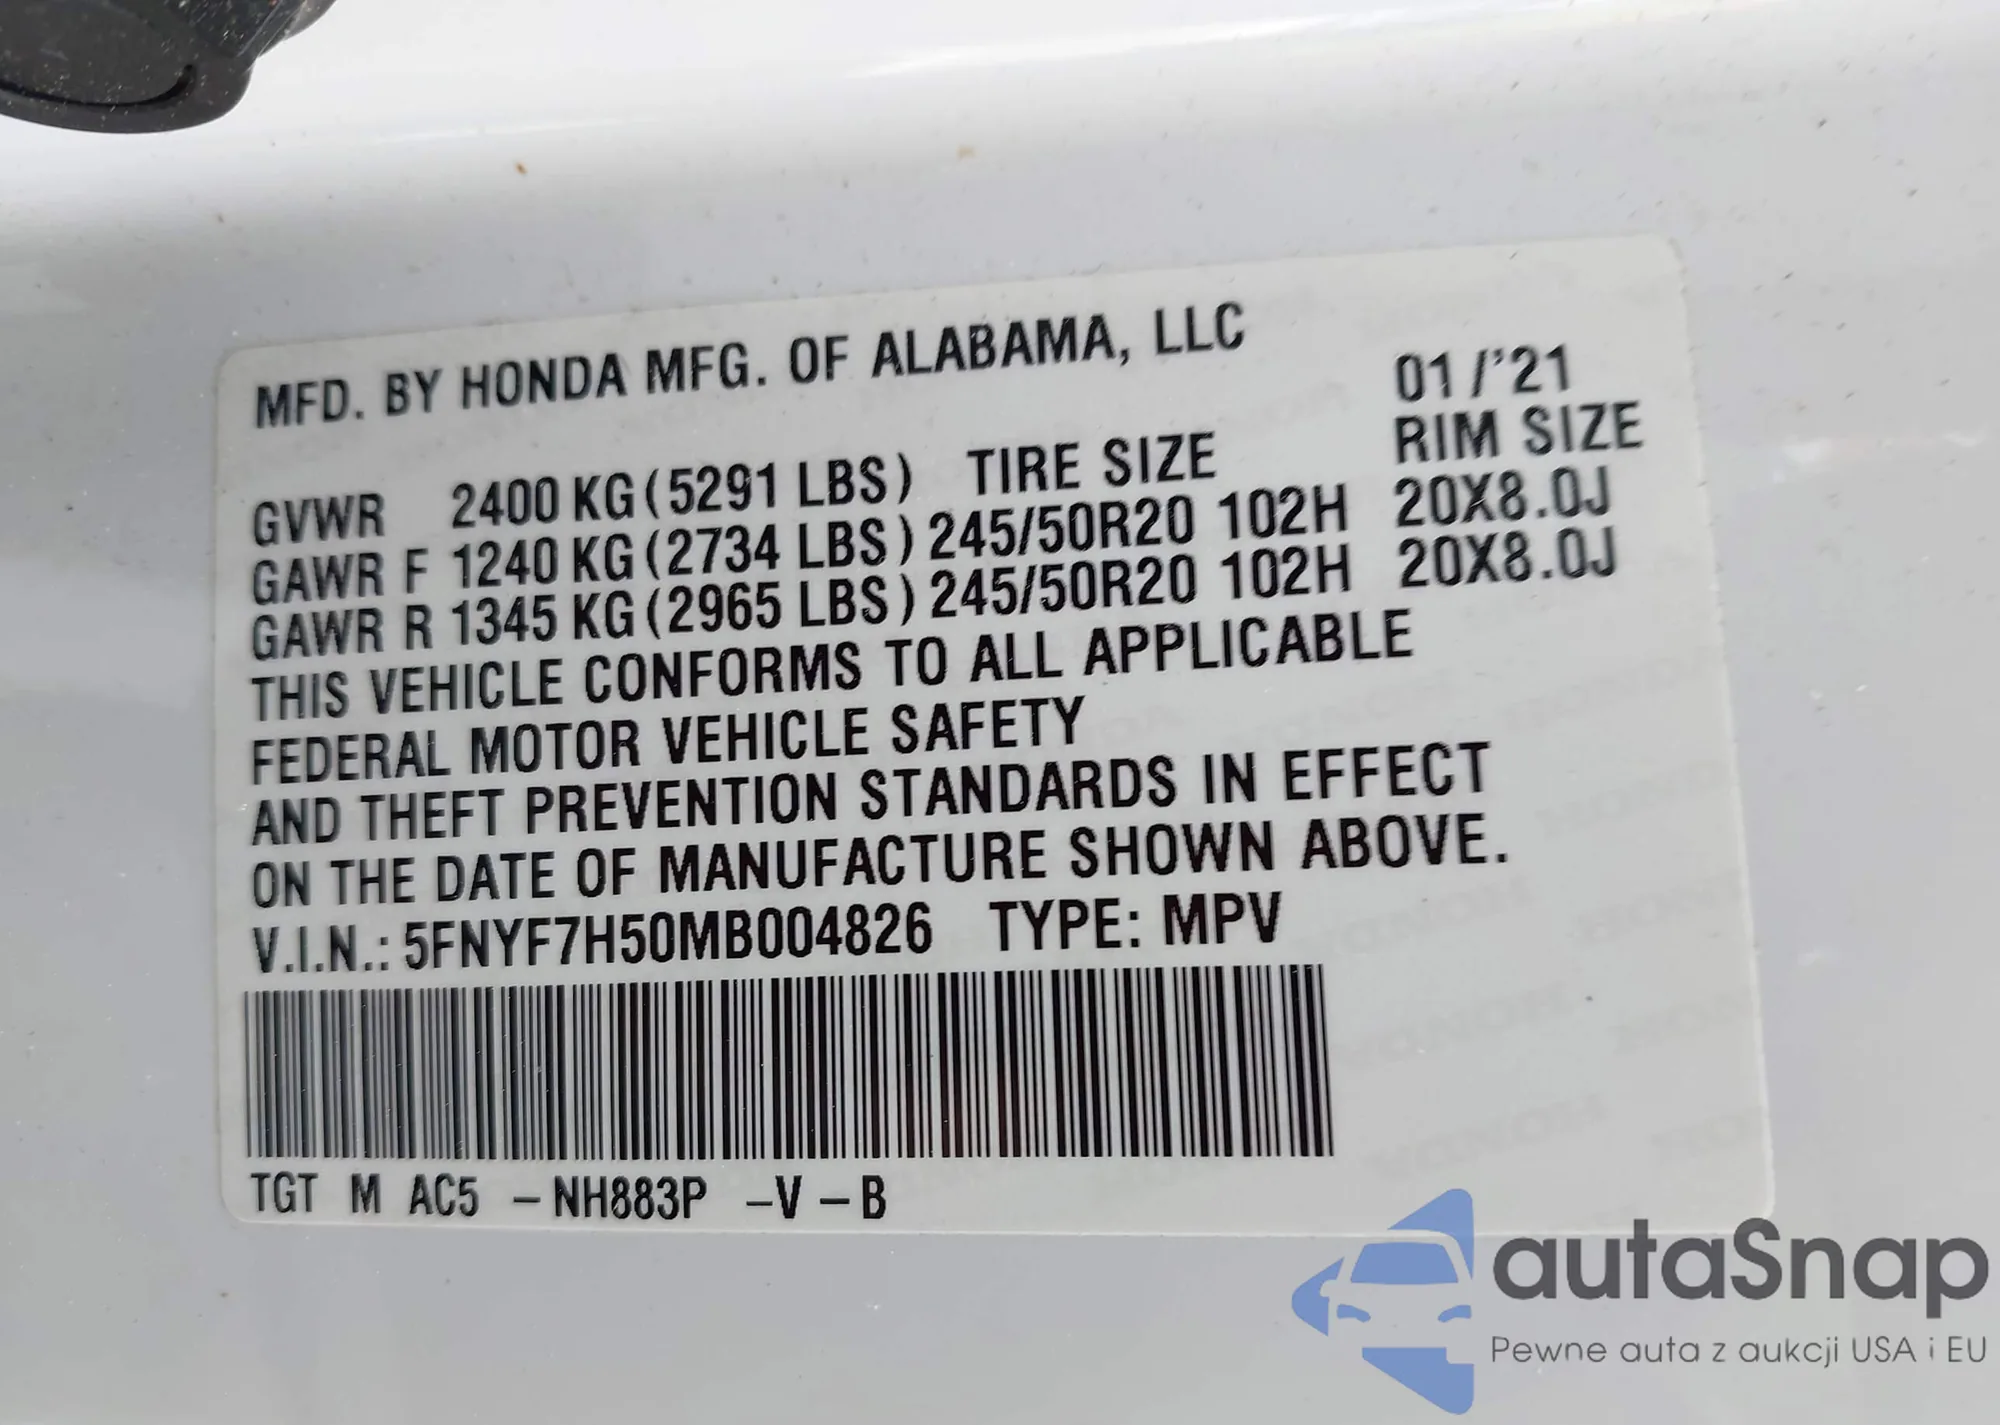 MFD. BY HONDA MFG. OF ALABAMA, LLC 01/'21
GVWR 2400 KG (5291 LBS) TIRE SIZE RIM SIZE
GAWR F 1240 KG (2734 LBS) 245/50R20 102H 20X8.0J
GAWR R 1345 KG (2965 LBS) 245/50R20 102H 20X8.0J
THIS VEHICLE CONFORMS TO ALL APPLICABLE
FEDERAL MOTOR VEHICLE SAFETY
AND THEFT PREVENTION STANDARDS IN EFFECT
ON THE DATE OF MANUFACTURE SHOWN ABOVE.
V.I.N.: 5FNYF7H50MB004826 TYPE: MPV
TGT M AC5 –NH883P –V –B
autaSnap
Pewne auta z aukcji USA i EU